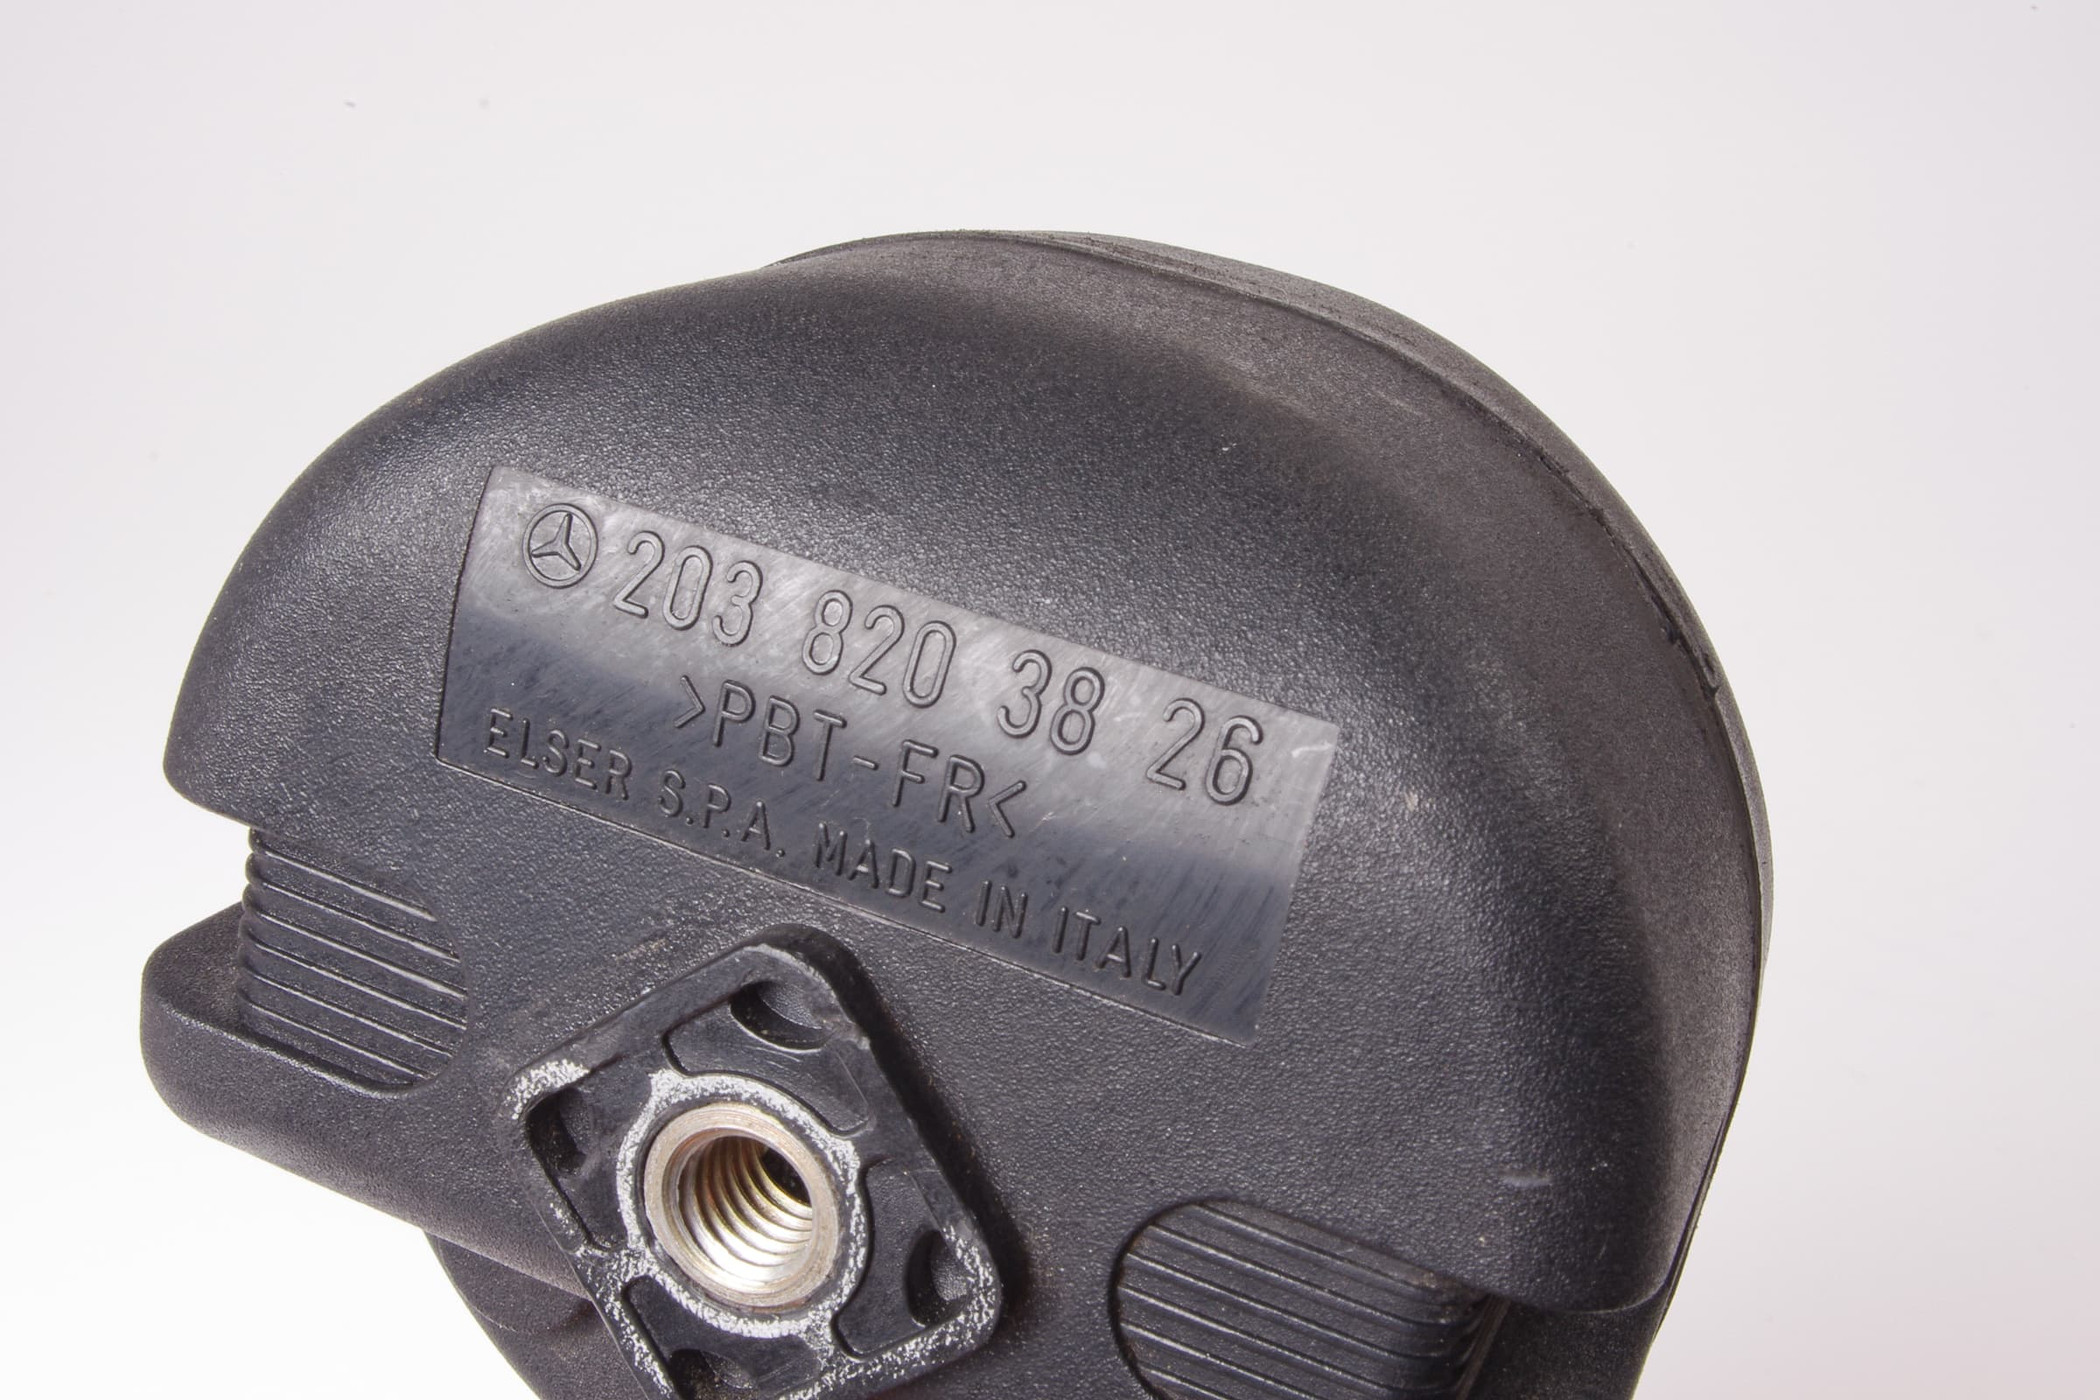 203 820 38 26
>PBT-FR<
ELSER S.P.A. MADE IN ITALY